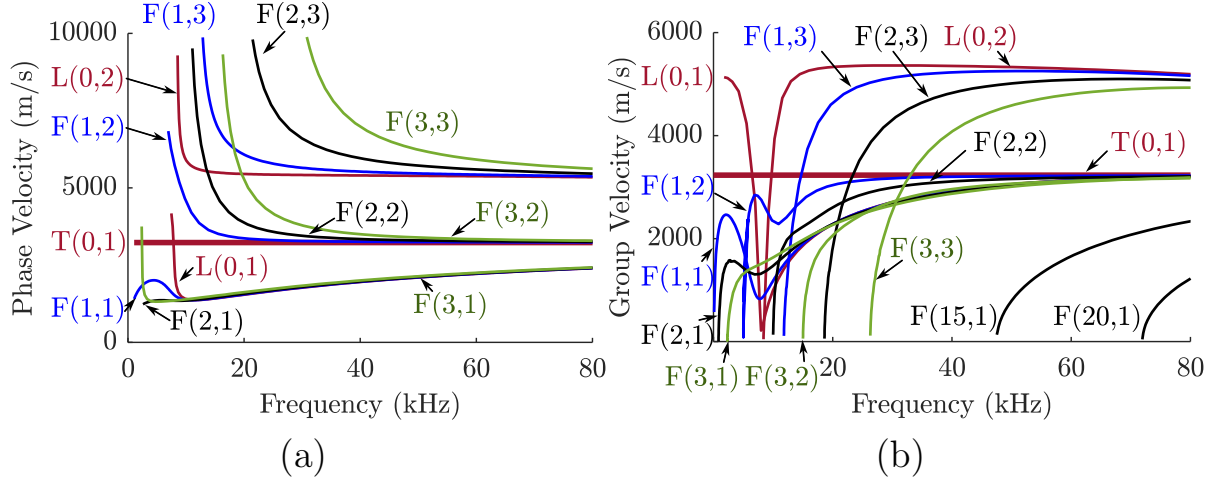 10000
5000
0
Phase Velocity (m/s)
F(1,3)
F(2,3)
L(0,2)
F(1,2)
F(3,3)
T(0,1)
F(2,2)
F(3,2)
L(0,1)
F(1,1)
F(2,1)
F(3,1)
0
20
40
60
80
Frequency (kHz)
(a)
6000
4000
2000
Group Velocity (m/s)
F(1,3)
F(2,3)
L(0,2)
L(0,1)
F(2,2)
T(0,1)
F(1,2)
F(3,3)
F(1,1)
F(2,1)
F(15,1)
F(20,1)
F(3,1)
F(3,2)
20
40
60
80
Frequency (kHz)
(b)